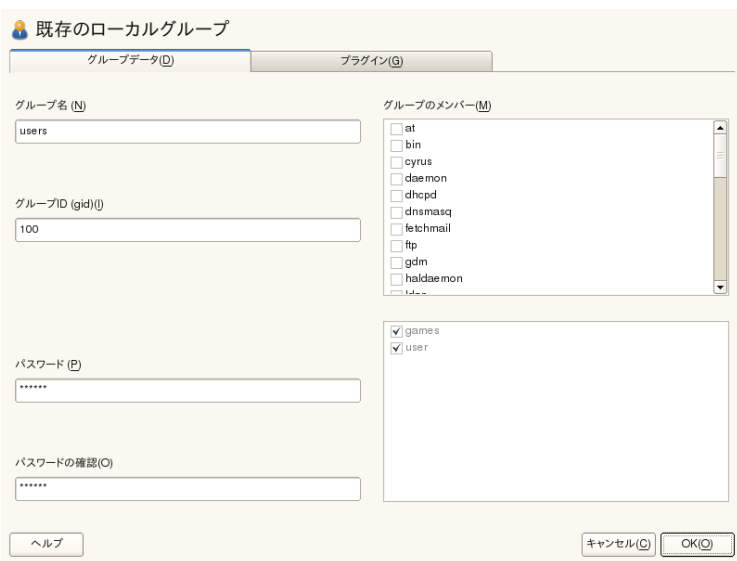 既存のローカルグループ
グループデータ(D)
プラグイン(G)
グループ名 (N)
users
グループID (gid)(I)
100
パスワード (P)
******
パスワードの確認(O)
******
グループのメンバー(M)
at
bin
cyrus
daemon
dhcpd
dnsmasq
fetchmail
ftp
gdm
haldaemon
games
user
ヘルプ
キャンセル(C)
OK(O)